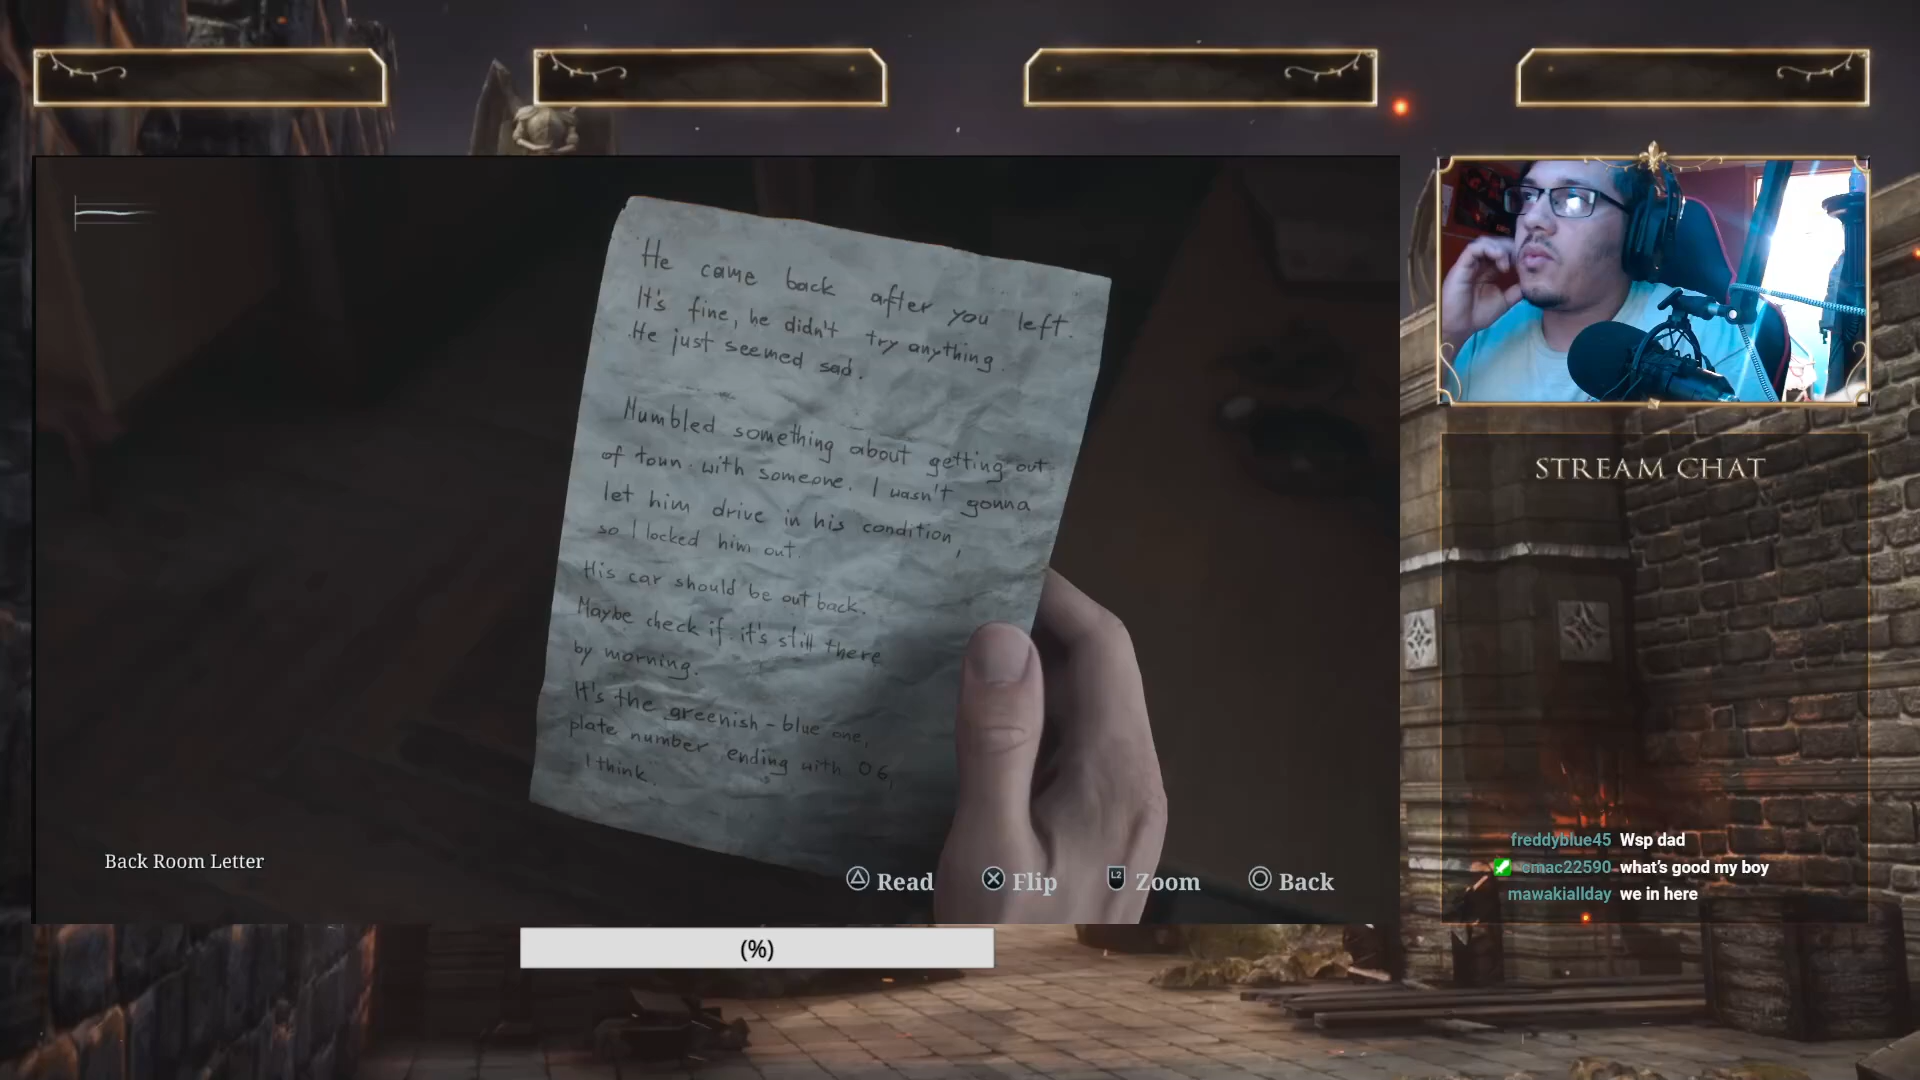 He came back after you left.
It's fine, he didn't try anything.
He just seemed sad.
Mumbled something about getting out
of town with someone. I wasn't gonna
let him drive in his condition,
so I locked him out.
His car should be out back.
Maybe check if it's still there
by morning.
It's the greenish-blue one,
plate number ending with 06,
I think.
Back Room Letter
Read
Flip
L2 Zoom
Back
(%)
STREAM CHAT
freddyblue45 Wsp dad
cmac22590 what's good my boy
mawakiallday we in here